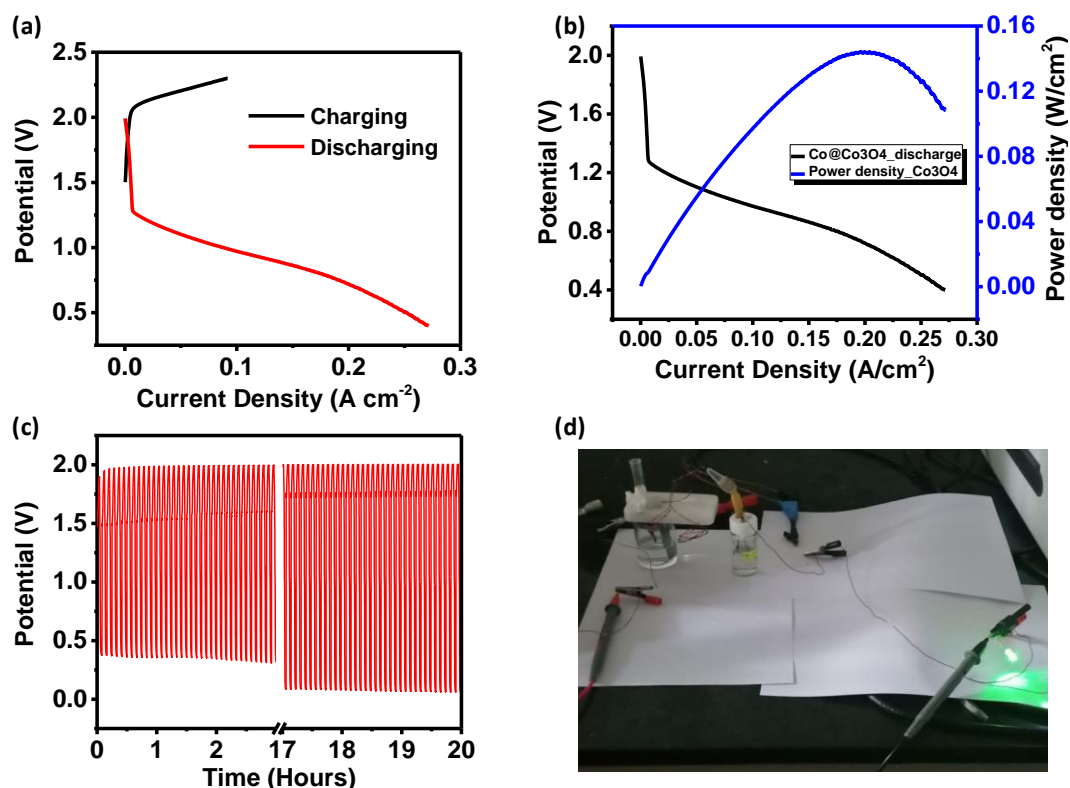 (a)
2.5
2.0
1.5
1.0
0.5
Potential (V)
Charging
Discharging
0.0 0.1 0.2 0.3
Current Density (A cm⁻²)
(b)
2.0
1.6
1.2
0.8
0.4
Potential (V)
Co@Co3O4_discharge
Power density_Co3O4
0.16
0.12
0.08
0.04
0.00
Power density (W/cm²)
0.00 0.05 0.10 0.15 0.20 0.25 0.30
Current Density (A/cm²)
(c)
2.0
1.5
1.0
0.5
0.0
Potential (V)
0 1 2 17 18 19 20
Time (Hours)
(d)